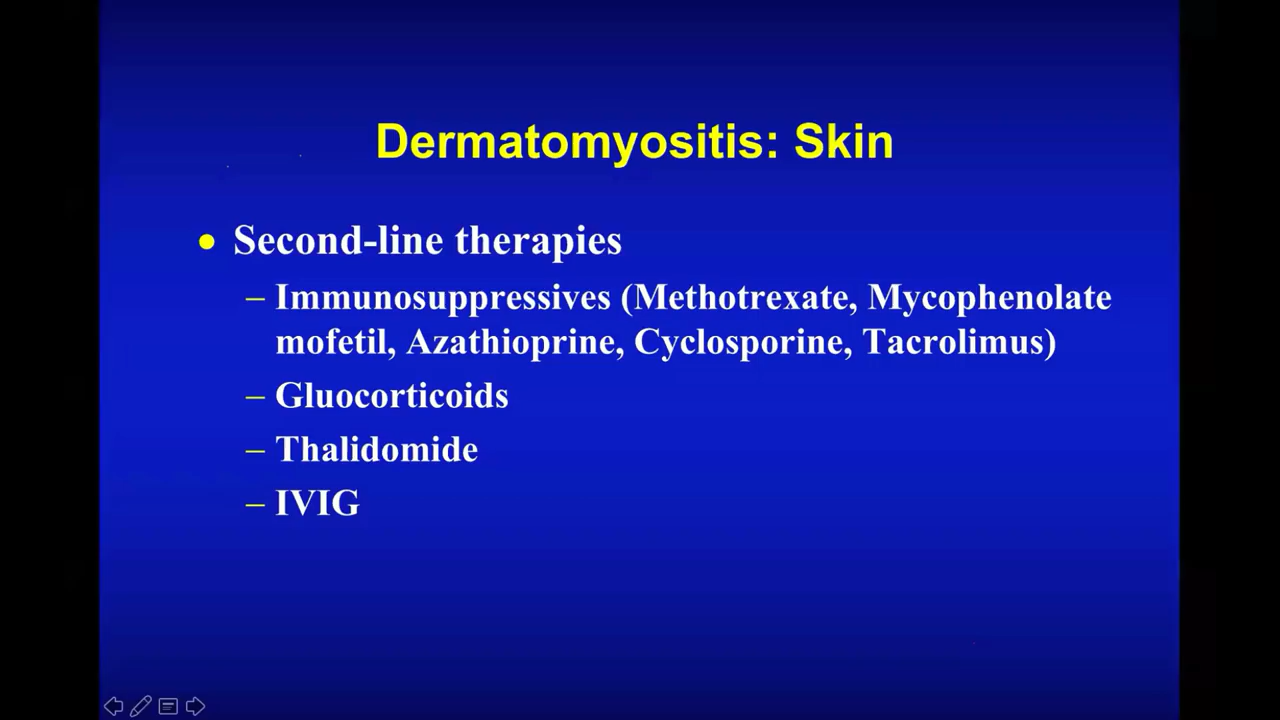 Dermatomyositis: Skin
• Second-line therapies
– Immunosuppressives (Methotrexate, Mycophenolate
mofetil, Azathioprine, Cyclosporine, Tacrolimus)
– Gluocorticoids
– Thalidomide
– IVIG